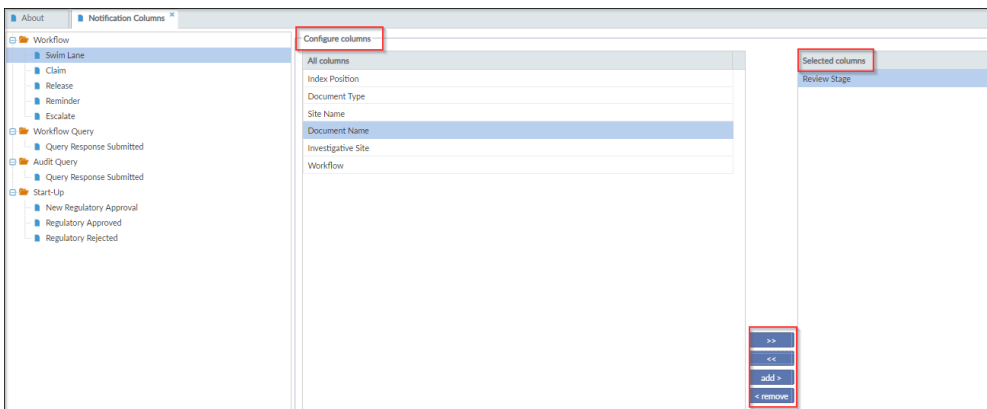 About
Notification Columns
Workflow
Swim Lane
Claim
Release
Reminder
Escalate
Workflow Query
Query Response Submitted
Audit Query
Query Response Submitted
Start-Up
New Regulatory Approval
Regulatory Approved
Regulatory Rejected
Configure columns
All columns
Index Position
Document Type
Site Name
Document Name
Investigative Site
Workflow
>>
<<
add >
< remove
Selected columns
Review Stage